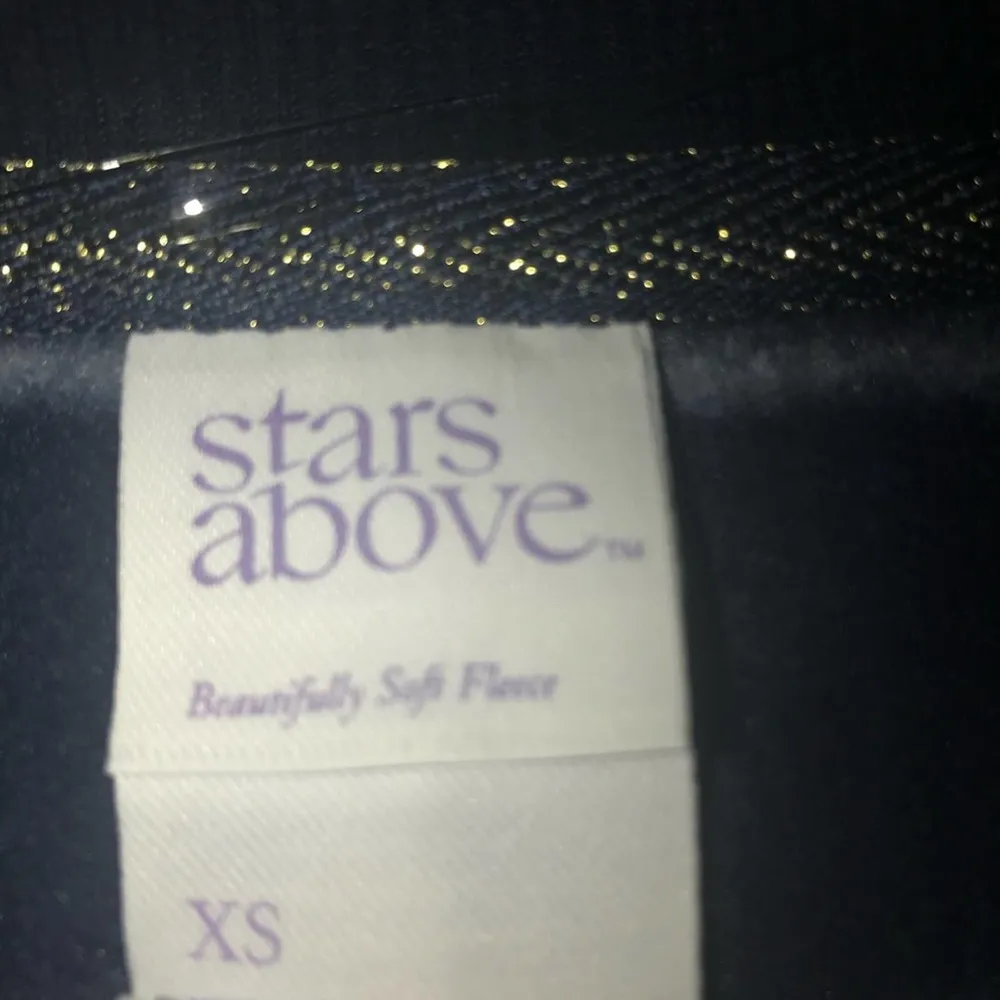 stars
above™
Beautifully Soft Fleece
XS